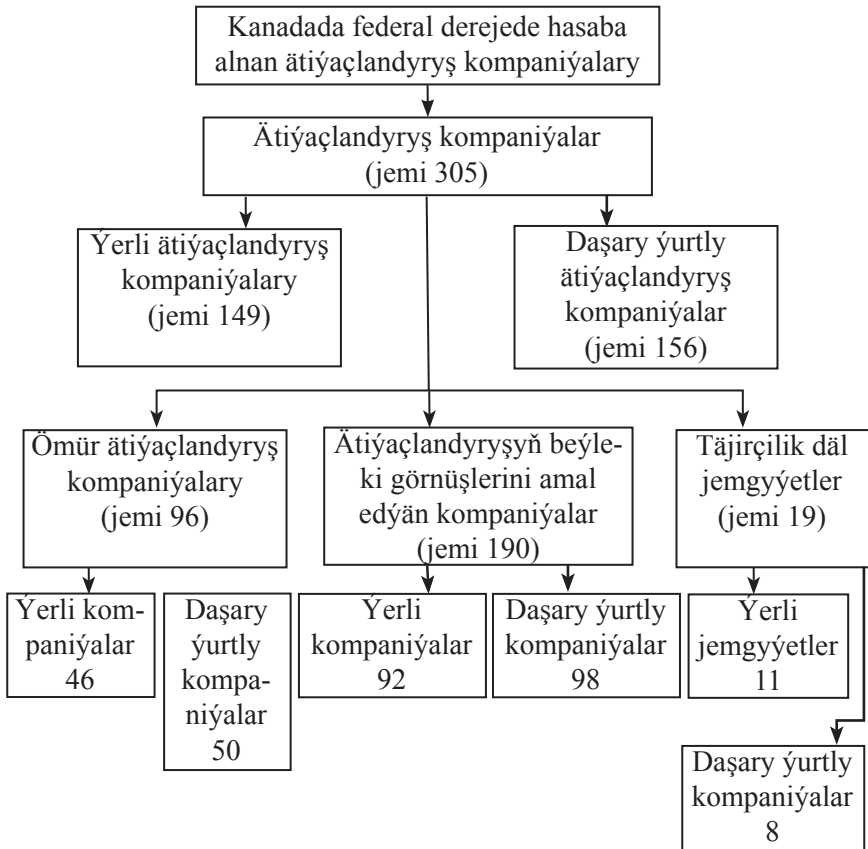 Kanadada federal derejede hasaba
alnan ätiýaçlandyryş kompaniýalary
Ätiýaçlandyryş kompaniýalar
(jemi 305)
Ýerli ätiýaçlandyryş
kompaniýalary
(jemi 149)
Daşary ýurtly
ätiýaçlandyryş
kompaniýalar
(jemi 156)
Ömür ätiýaçlandyryş
kompaniýalary
(jemi 96)
Ätiýaçlandyryşyň beýle-
ki görnüşlerini amal
edýän kompaniýalar
(jemi 190)
Täjirçilik däl
jemgyýetler
(jemi 19)
Ýerli kom-
paniýalar
46
Daşary
ýurtly
kompa-
niýalar
50
Ýerli
kompaniýalar
92
Daşary ýurtly
kompaniýalar
98
Ýerli
jemgyýetler
11
Daşary ýurtly
kompaniýalar
8